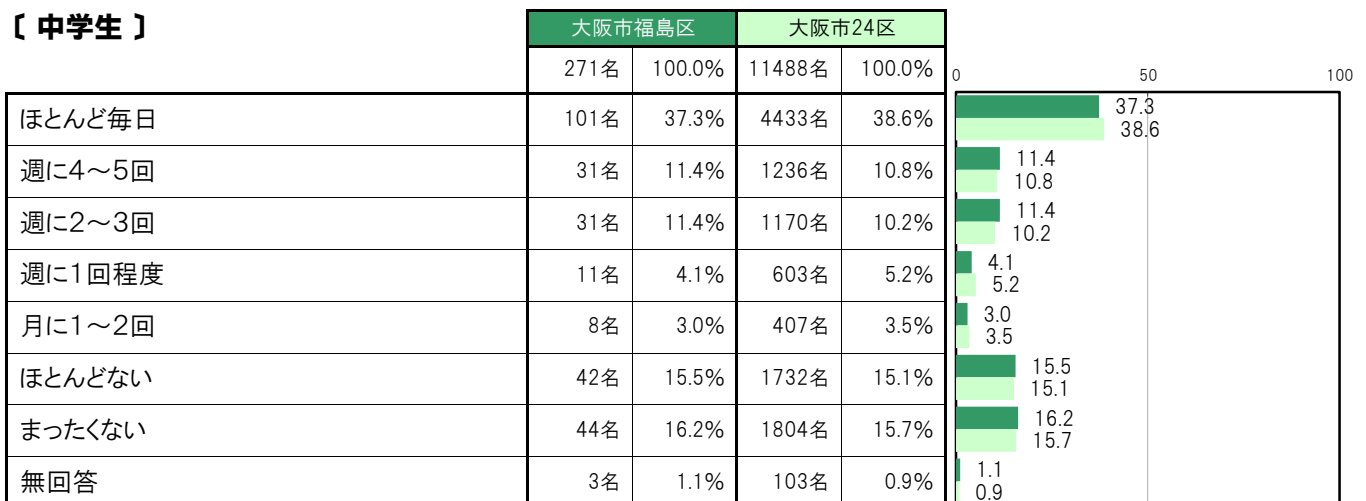 〔 中学生 〕
大阪市福島区 大阪市24区
271名 100.0% 11488名 100.0%
0 50 100
ほとんど毎日 101名 37.3% 4433名 38.6% 37.3
38.6
週に4～5回 31名 11.4% 1236名 10.8% 11.4
10.8
週に2～3回 31名 11.4% 1170名 10.2% 11.4
10.2
週に1回程度 11名 4.1% 603名 5.2% 4.1
5.2
月に1～2回 8名 3.0% 407名 3.5% 3.0
3.5
ほとんどない 42名 15.5% 1732名 15.1% 15.5
15.1
まったくない 44名 16.2% 1804名 15.7% 16.2
15.7
無回答 3名 1.1% 103名 0.9% 1.1
0.9